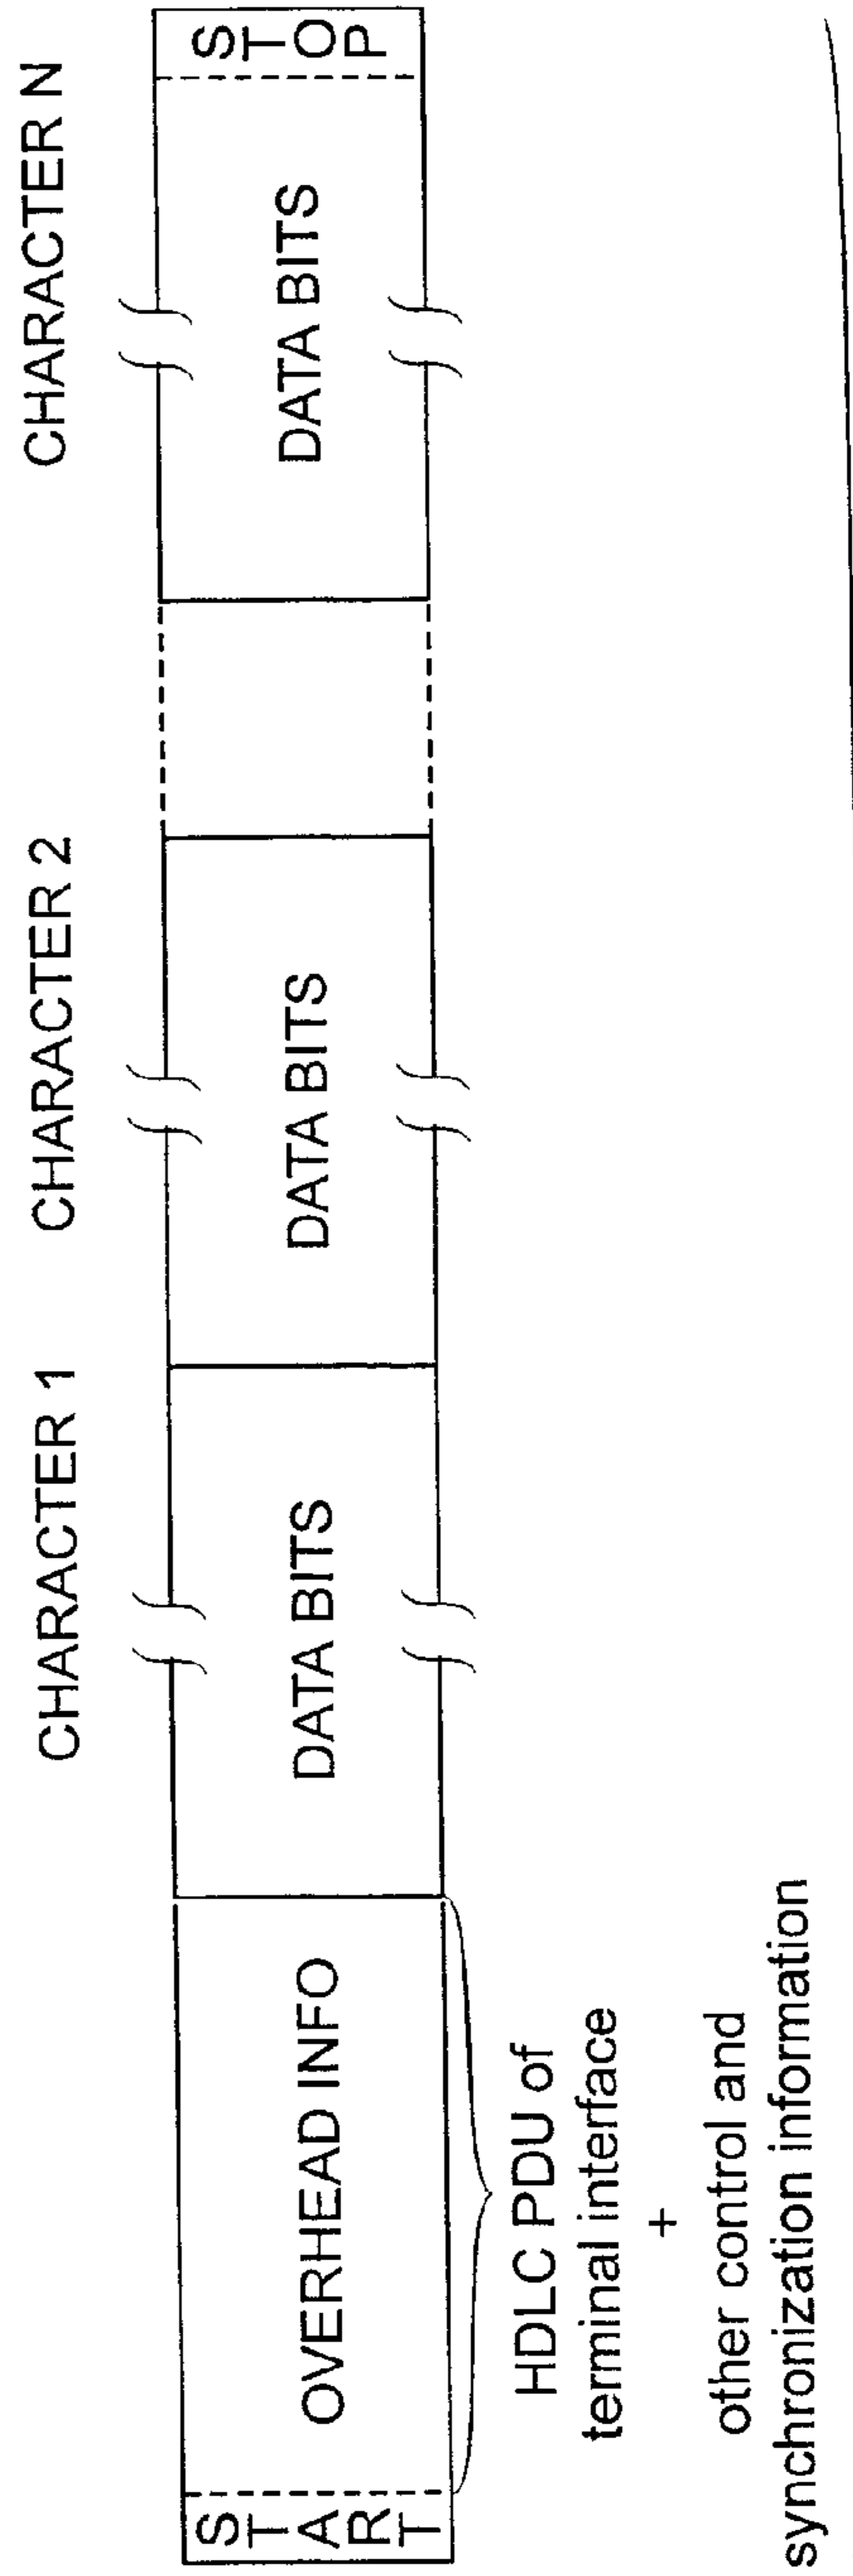 CHARACTER 1 CHARACTER 2 CHARACTER N
START
OVERHEAD INFO
DATA BITS
DATA BITS
DATA BITS
STOP
HDLC PDU of
terminal interface
+
other control and
synchronization information